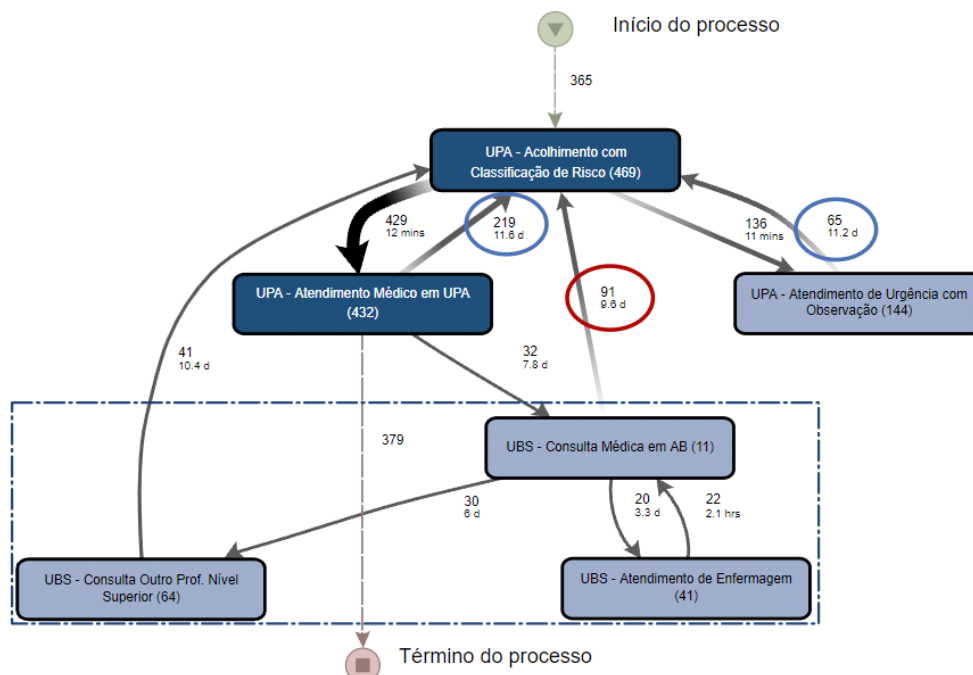 Início do processo
365
UPA - Acolhimento com
Classificação de Risco (469)
429
12 mins
219
11.6 d
136
11 mins
65
11.2 d
UPA - Atendimento Médico em UPA
(432)
91
9.6 d
UPA - Atendimento de Urgência com
Observação (144)
41
10.4 d
32
7.8 d
379
UBS - Consulta Médica em AB (11)
30
6 d
20
3.3 d
22
2.1 hrs
UBS - Consulta Outro Prof. Nível
Superior (64)
UBS - Atendimento de Enfermagem
(41)
Término do processo